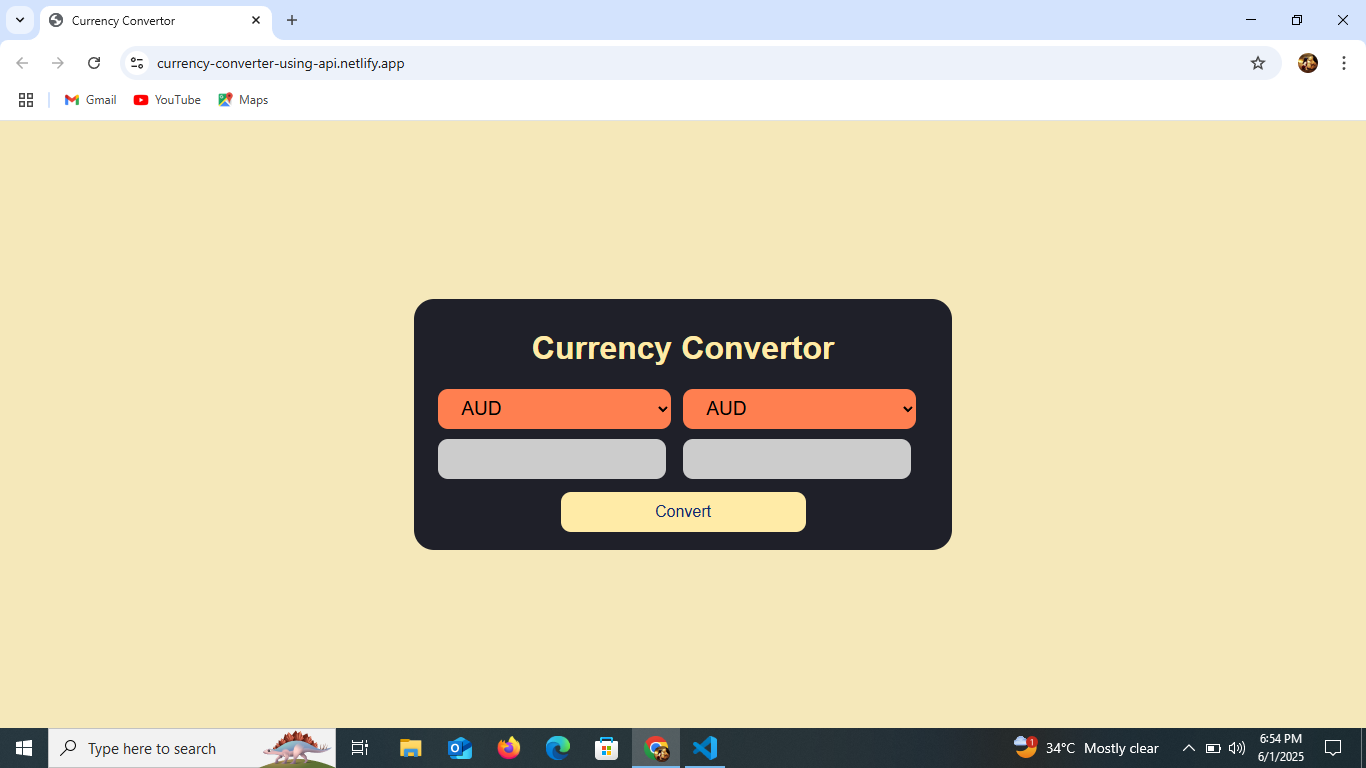 Currency Convertor
currency-converter-using-api.netlify.app
Gmail YouTube Maps
Currency Convertor
AUD AUD
Convert
Type here to search
1
34°C Mostly clear
6:54 PM
6/1/2025